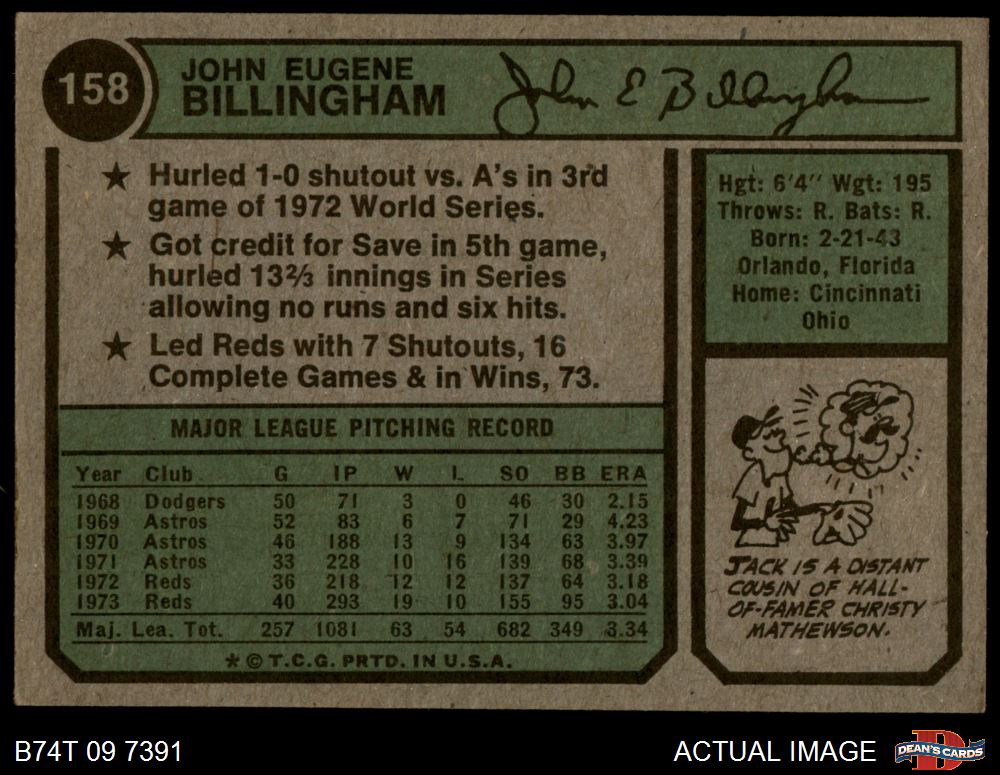 158
JOHN EUGENE
BILLINGHAM
John E Billingham
★ Hurled 1-0 shutout vs. A's in 3rd
game of 1972 World Series.
★ Got credit for Save in 5th game,
hurled 13⅔ innings in Series
allowing no runs and six hits.
★ Led Reds with 7 Shutouts, 16
Complete Games & in Wins, 73.
Hgt: 6'4" Wgt: 195
Throws: R. Bats: R.
Born: 2-21-43
Orlando, Florida
Home: Cincinnati
Ohio
MAJOR LEAGUE PITCHING RECORD
Year Club G IP W L SO BB ERA
1968 Dodgers 50 71 3 0 46 30 2.15
1969 Astros 52 83 6 7 71 29 4.23
1970 Astros 46 188 13 9 134 63 3.97
1971 Astros 33 228 10 16 139 68 3.39
1972 Reds 36 218 12 12 137 64 3.18
1973 Reds 40 293 19 10 155 95 3.04
Maj. Lea. Tot. 257 1081 63 54 682 349 3.34
* © T.C.G. PRTD. IN U.S.A.
JACK IS A DISTANT
COUSIN OF HALL-
OF-FAMER CHRISTY
MATHEWSON.
B74T 09 7391
ACTUAL IMAGE
D
DEAN'S CARDS